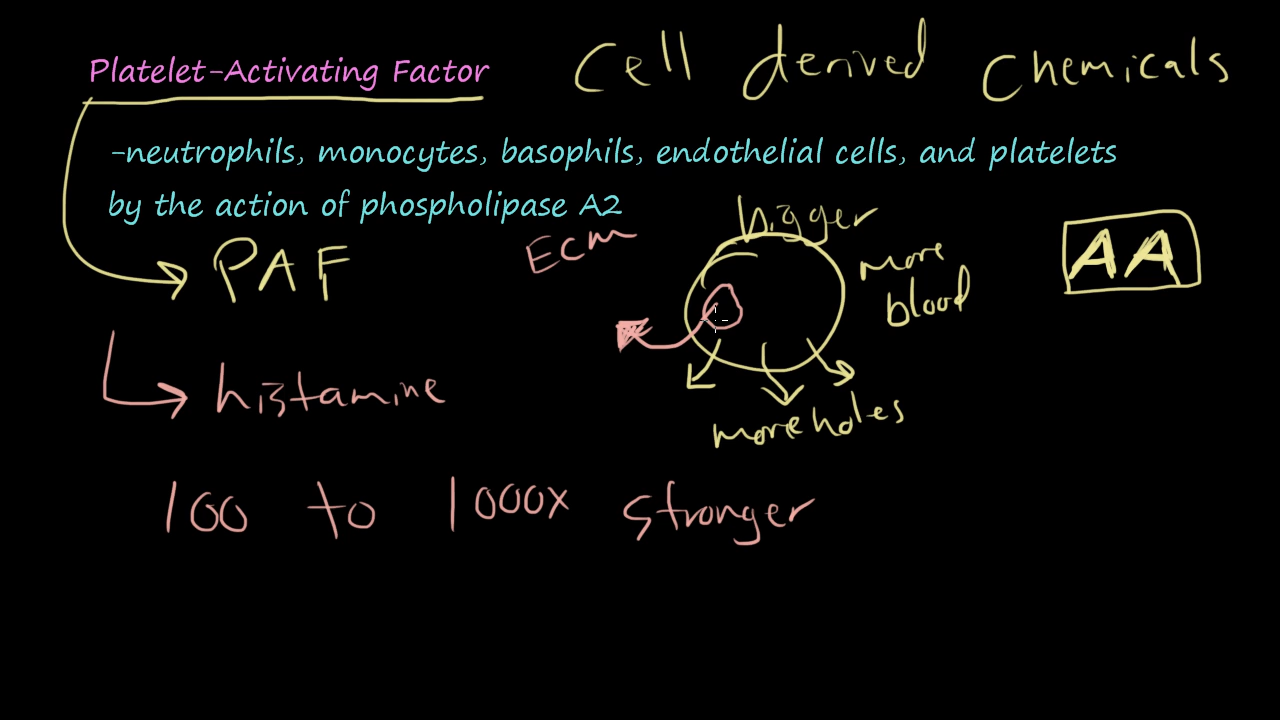 Platelet-Activating Factor
Cell derived Chemicals
-neutrophils, monocytes, basophils, endothelial cells, and platelets
by the action of phospholipase A2
PAF
ECM
bigger
more
blood
AA
histamine
more holes
100 to 1000x stronger